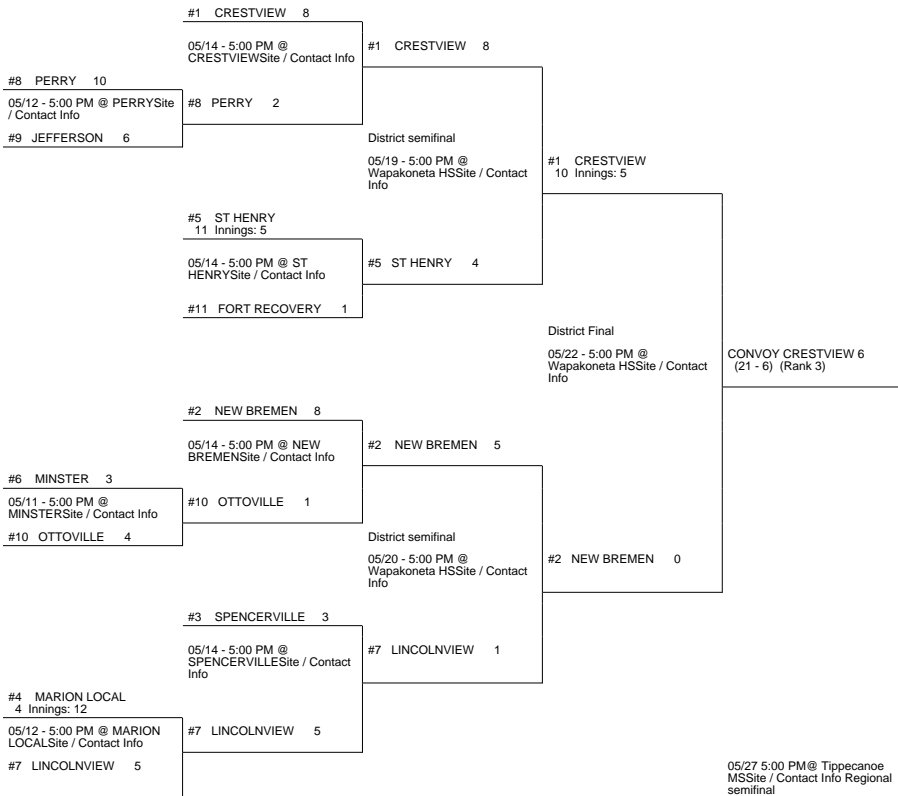 #1 CRESTVIEW 8
05/14 - 5:00 PM @
CRESTVIEWSite / Contact Info
#1 CRESTVIEW 8
#8 PERRY 10
05/12 - 5:00 PM @ PERRYSite
/ Contact Info
#8 PERRY 2
#9 JEFFERSON 6
District semifinal
05/19 - 5:00 PM @
Wapakoneta HSSite / Contact
Info
#1 CRESTVIEW
10 Innings: 5
#5 ST HENRY
11 Innings: 5
05/14 - 5:00 PM @ ST
HENRYSite / Contact Info
#5 ST HENRY 4
#11 FORT RECOVERY 1
District Final
05/22 - 5:00 PM @
Wapakoneta HSSite / Contact
Info
CONVOY CRESTVIEW 6
(21 - 6) (Rank 3)
#2 NEW BREMEN 8
05/14 - 5:00 PM @ NEW
BREMENSite / Contact Info
#2 NEW BREMEN 5
#6 MINSTER 3
05/11 - 5:00 PM @
MINSTERSite / Contact Info
#10 OTTOVILLE 1
#10 OTTOVILLE 4
District semifinal
05/20 - 5:00 PM @
Wapakoneta HSSite / Contact
Info
#2 NEW BREMEN 0
#3 SPENCERVILLE 3
05/14 - 5:00 PM @
SPENCERVILLESite / Contact
Info
#7 LINCOLNVIEW 1
#4 MARION LOCAL
4 Innings: 12
05/12 - 5:00 PM @ MARION
LOCALSite / Contact Info
#7 LINCOLNVIEW 5
#7 LINCOLNVIEW 5
05/27 5:00 PM@ Tippecanoe
MSSite / Contact Info Regional
semifinal